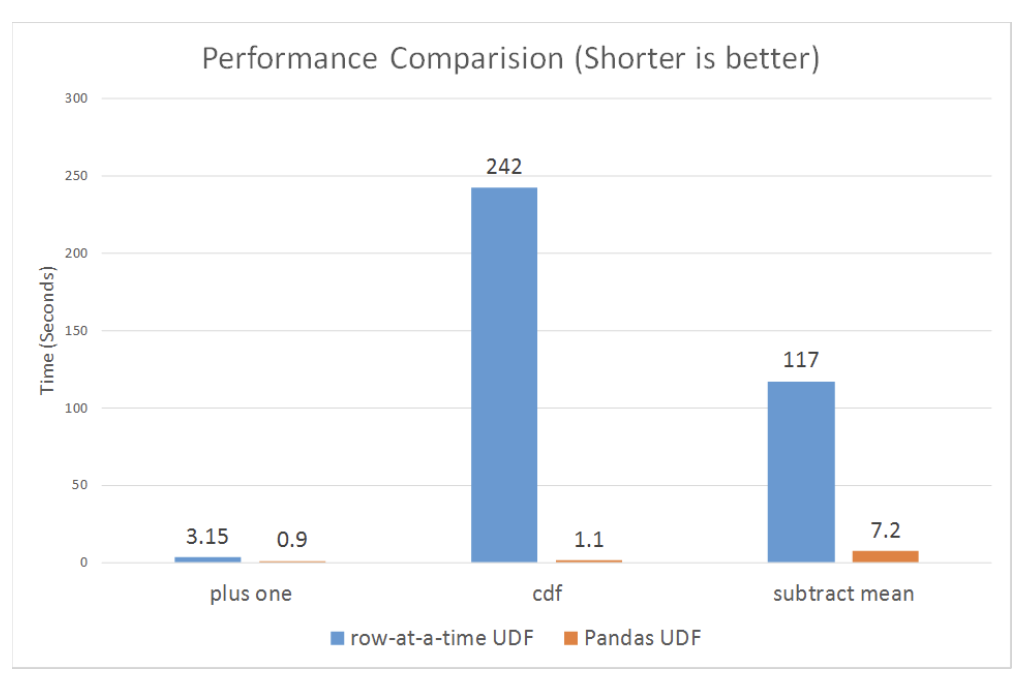 Performance Comparision (Shorter is better)
Time (Seconds)
300
250
200
150
100
50
0
3.15
0.9
242
1.1
117
7.2
plus one
cdf
subtract mean
row-at-a-time UDF
Pandas UDF